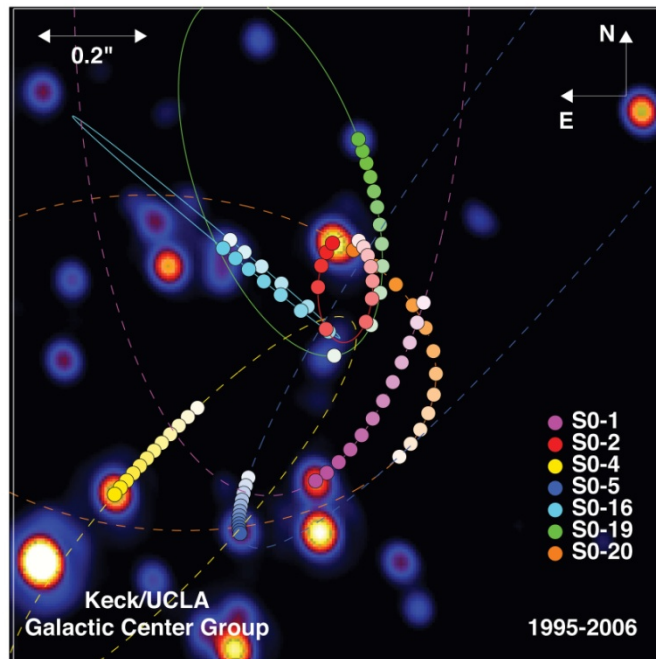 0.2"
N
E
S0-1
S0-2
S0-4
S0-5
S0-16
S0-19
S0-20
Keck/UCLA
Galactic Center Group
1995-2006